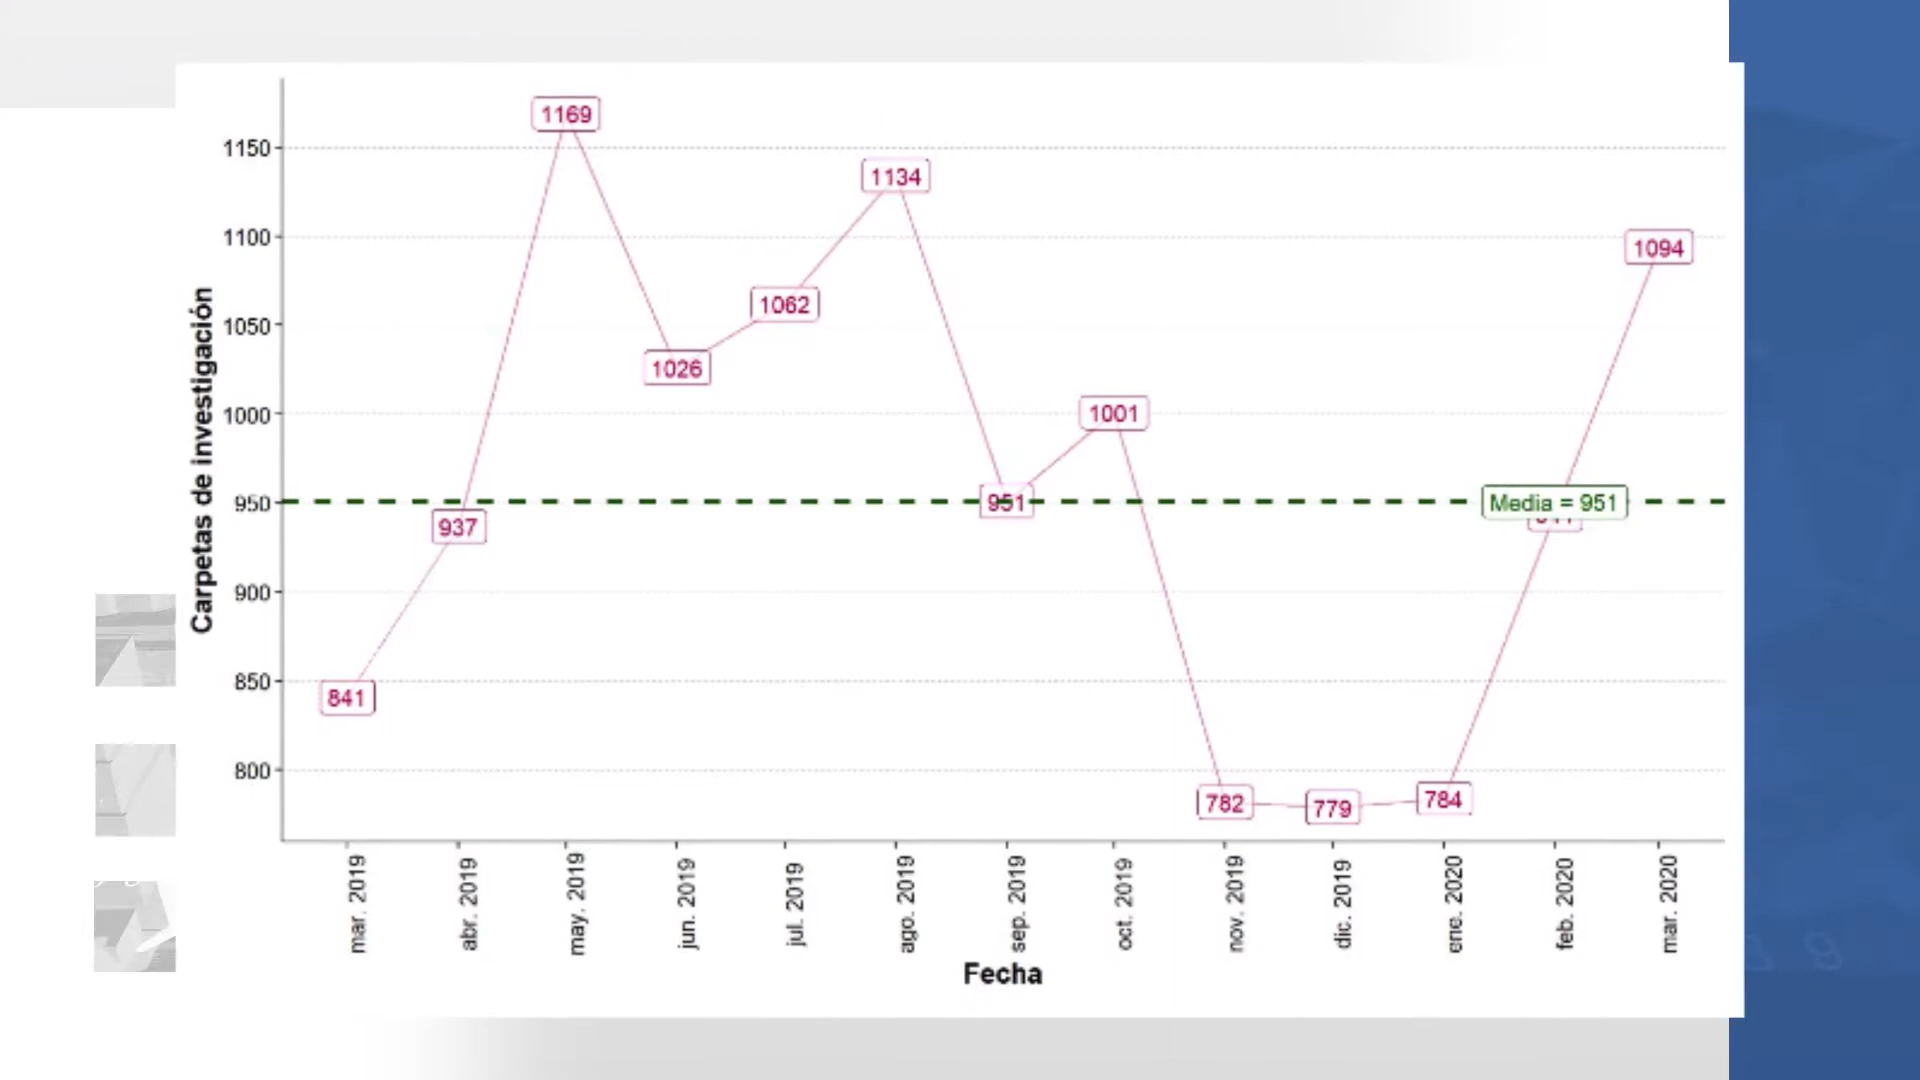 1169
1150
1134
1100
1094
1062
1050
1026
1000
1001
950
951
Media = 951
937
900
850
841
800
782
779
784
Carpetas de investigación
mar. 2019
abr. 2019
may. 2019
jun. 2019
jul. 2019
ago. 2019
sep. 2019
oct. 2019
nov. 2019
dic. 2019
ene. 2020
feb. 2020
mar. 2020
Fecha